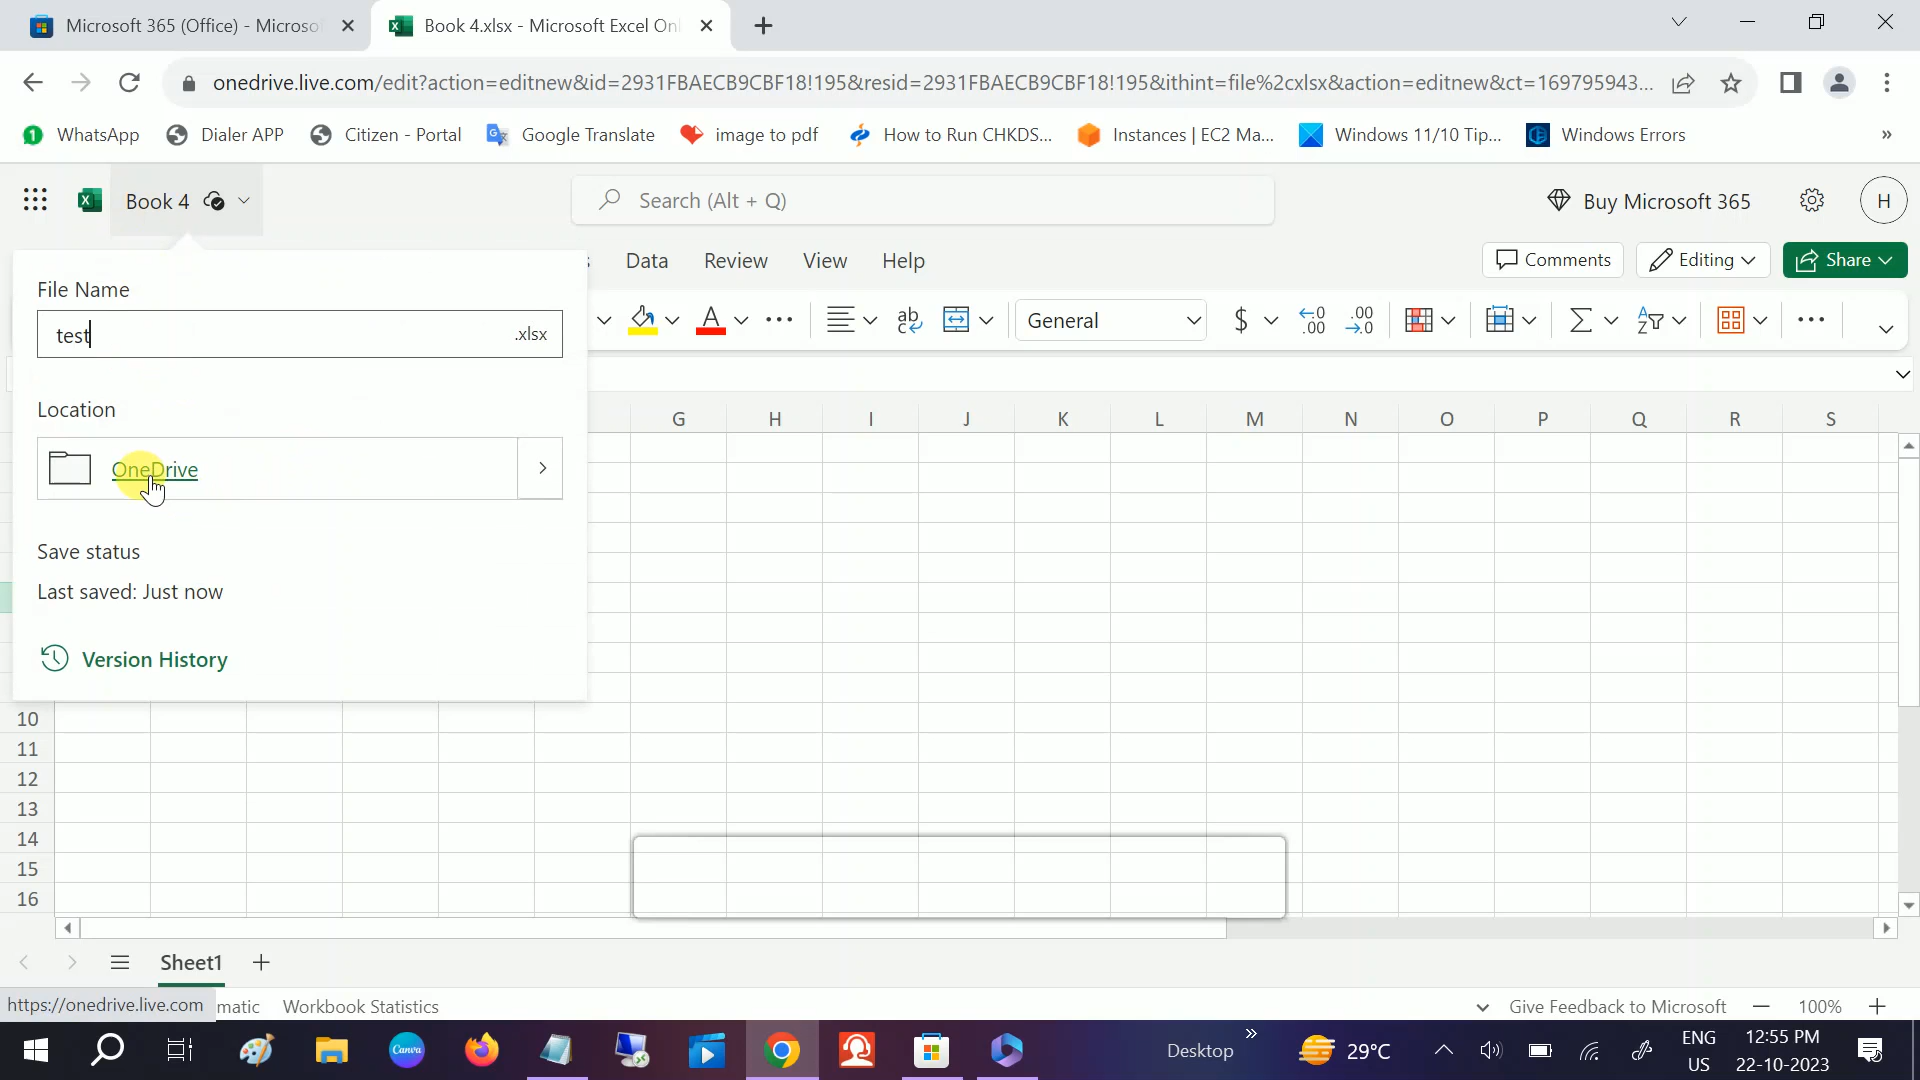 Microsoft 365 (Office) - Microso
Book 4.xlsx - Microsoft Excel Onl
onedrive.live.com/edit?action=editnew&id=2931FBAECB9CBF18!195&resid=2931FBAECB9CBF18!195&ithint=file%2cxlsx&action=editnew&ct=169795943...
1 WhatsApp Dialer APP Citizen - Portal Google Translate image to pdf How to Run CHKDS... Instances | EC2 Ma... Windows 11/10 Tip... Windows Errors »
Book 4
Search (Alt + Q)
Buy Microsoft 365
H
Data Review View Help
Comments Editing Share
File Name
test .xlsx
General
Location
OneDrive
Save status
Last saved: Just now
Version History
G H I J K L M N O P Q R S
10
11
12
13
14
15
16
Sheet1
https://onedrive.live.com matic Workbook Statistics Give Feedback to Microsoft 100%
Canva
Desktop » 29°C
ENG
US
12:55 PM
22-10-2023